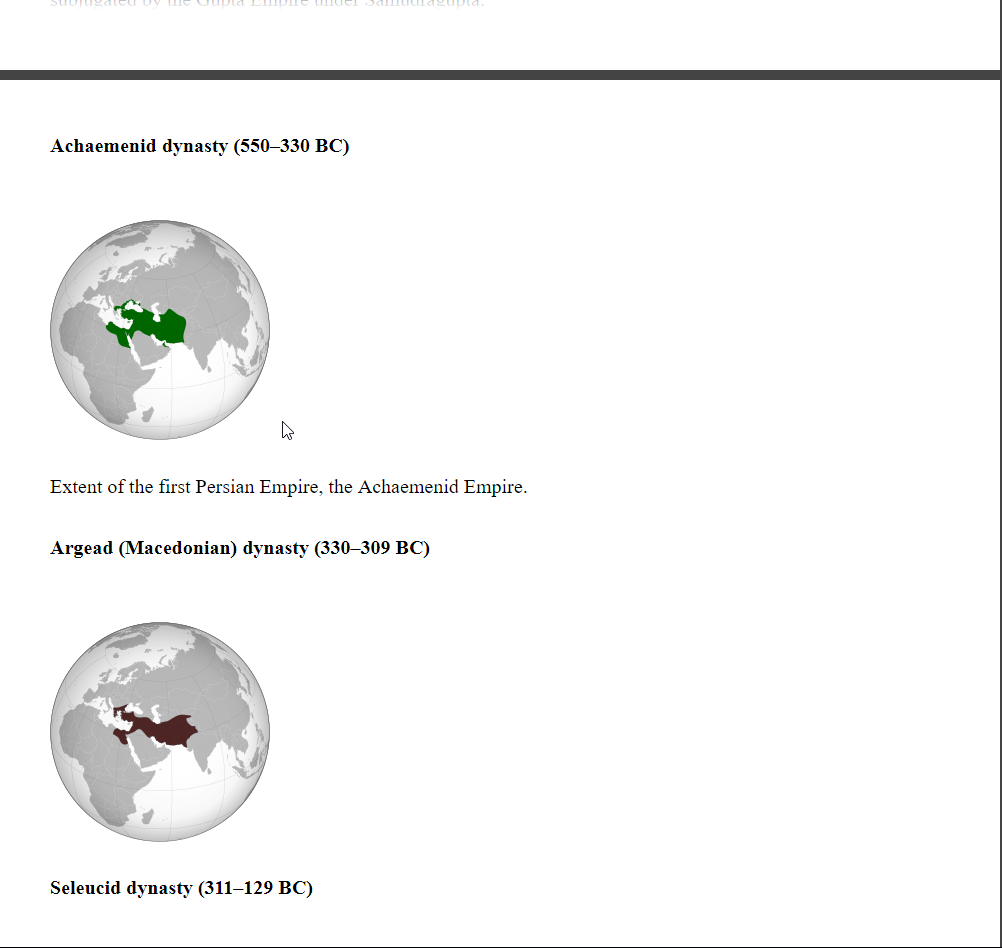 subjugated by the Gupta Empire under Samudragupta.
Achaemenid dynasty (550–330 BC)
Extent of the first Persian Empire, the Achaemenid Empire.
Argead (Macedonian) dynasty (330–309 BC)
Seleucid dynasty (311–129 BC)